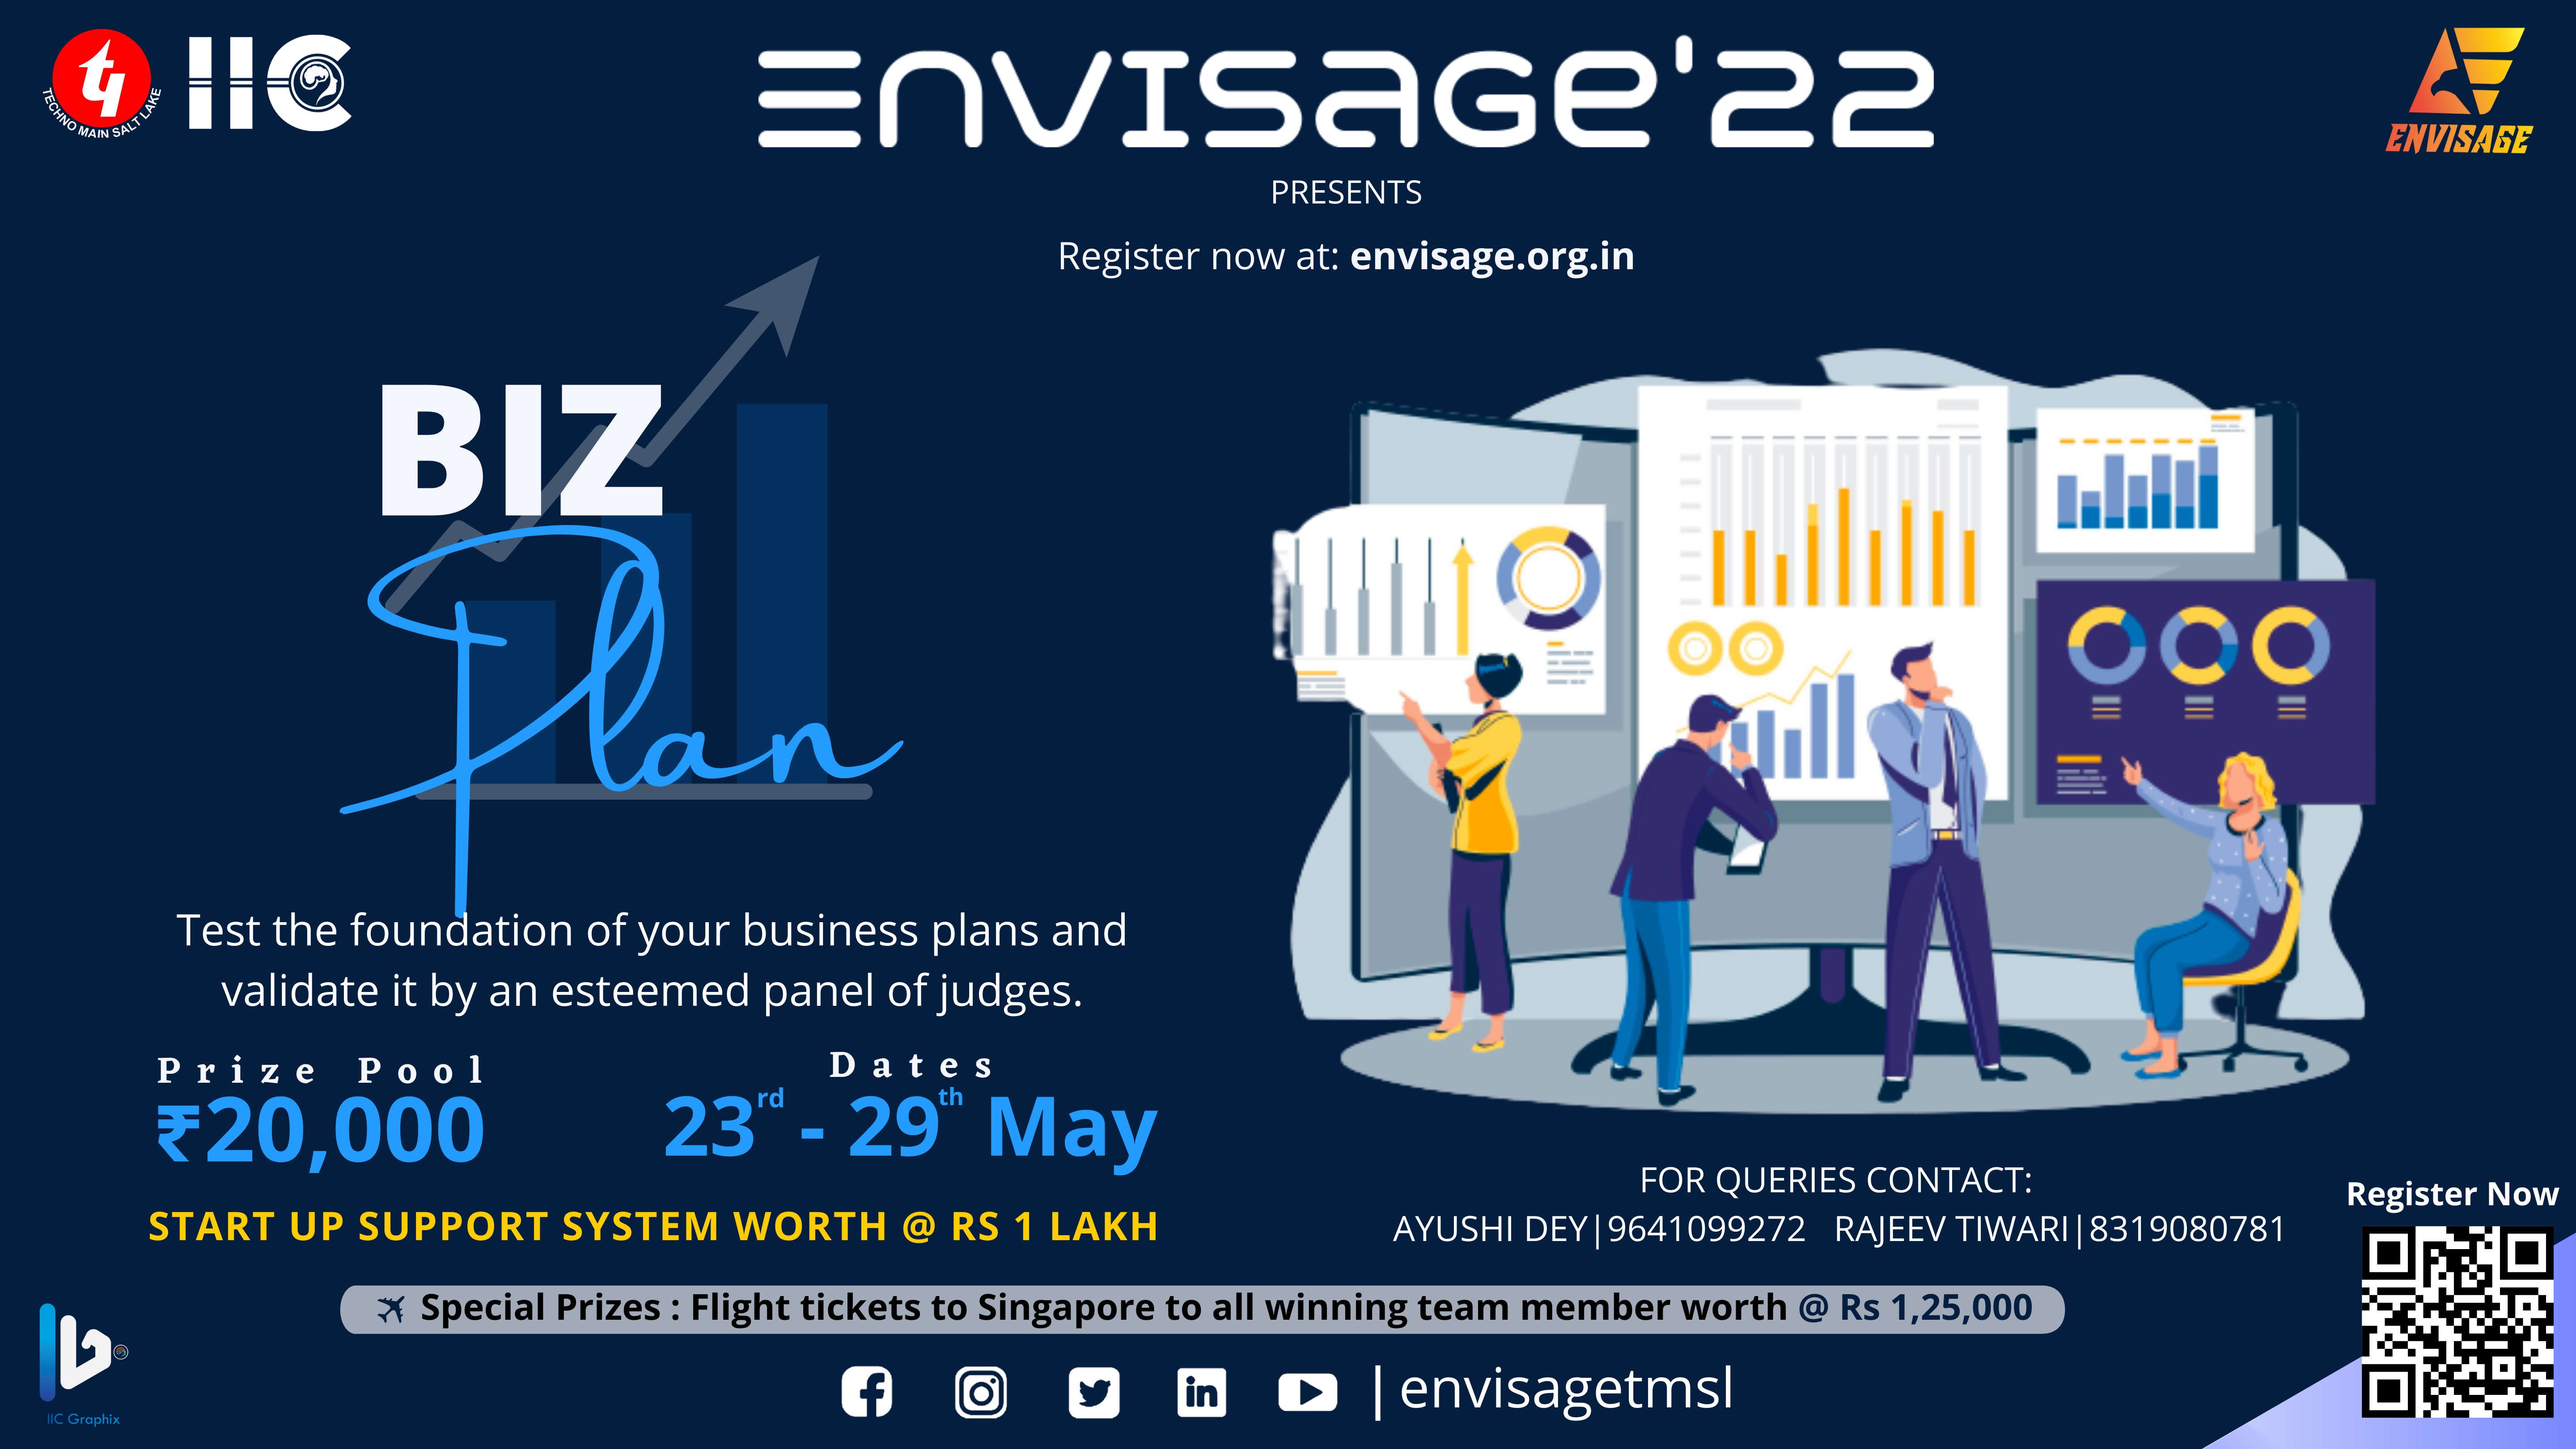 TECHNO MAIN SALT LAKE
IIC
ENVISAGE'22
ENVISAGE
PRESENTS
Register now at: envisage.org.in
BIZ
Plan
Test the foundation of your business plans and
validate it by an esteemed panel of judges.
Prize Pool
₹20,000
Dates
23rd - 29th May
START UP SUPPORT SYSTEM WORTH @ RS 1 LAKH
FOR QUERIES CONTACT:
AYUSHI DEY|9641099272 RAJEEV TIWARI|8319080781
Register Now
Special Prizes : Flight tickets to Singapore to all winning team member worth @ Rs 1,25,000
IIC Graphix
|envisagetmsl